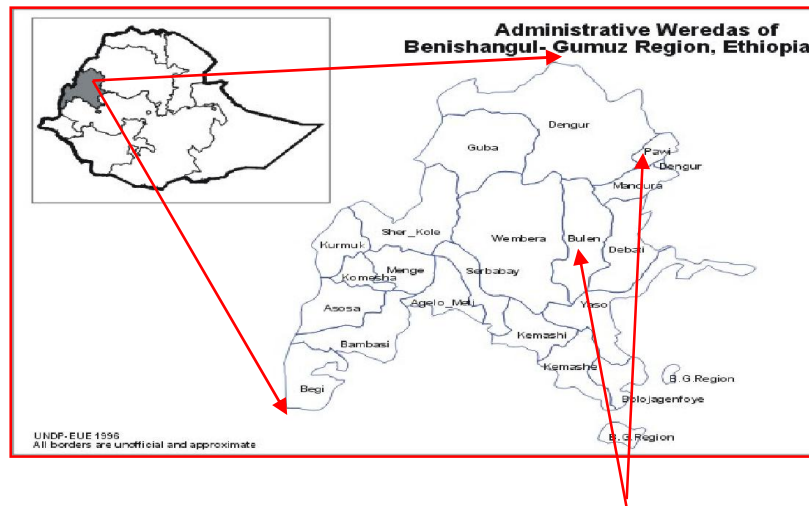 Administrative Weredas of
Benishangul- Gumuz Region, Ethiopia
Dengur
Guba
Pawi
Dengur
Mandura
Sher_Kole
Wembera
Bulen
Kurmuk
Debati
Menge
Serbabay
Komesha
Agelo_Meti
Asosa
Yaso
Kemashi
Bambasi
Kemashe
B.G.Region
Begi
Bolojagenfoye
B.G.Region
UNDP-EUE 1996
All borders are unofficial and approximate